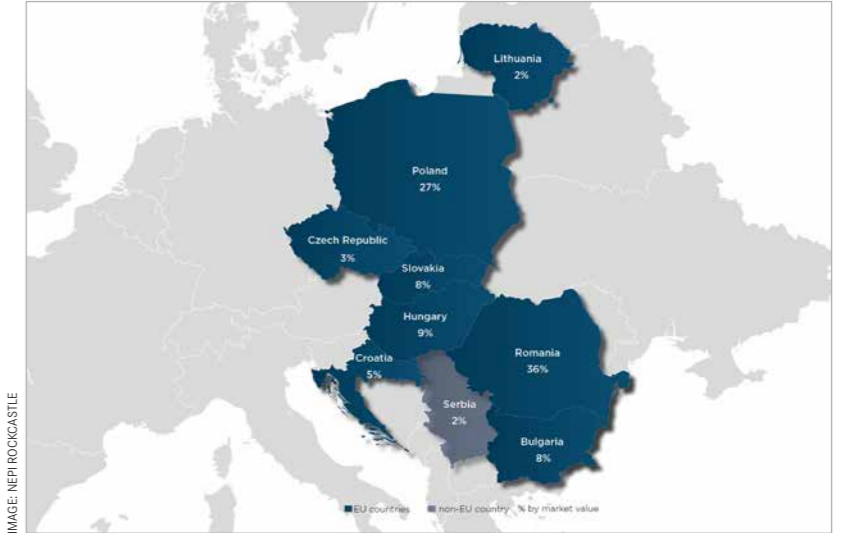 Lithuania
2%
Poland
27%
Czech Republic
3%
Slovakia
8%
Hungary
9%
Croatia
5%
Romania
36%
Serbia
2%
Bulgaria
8%
EU countries non-EU country % by market value
IMAGE: NEPI ROCKCASTLE